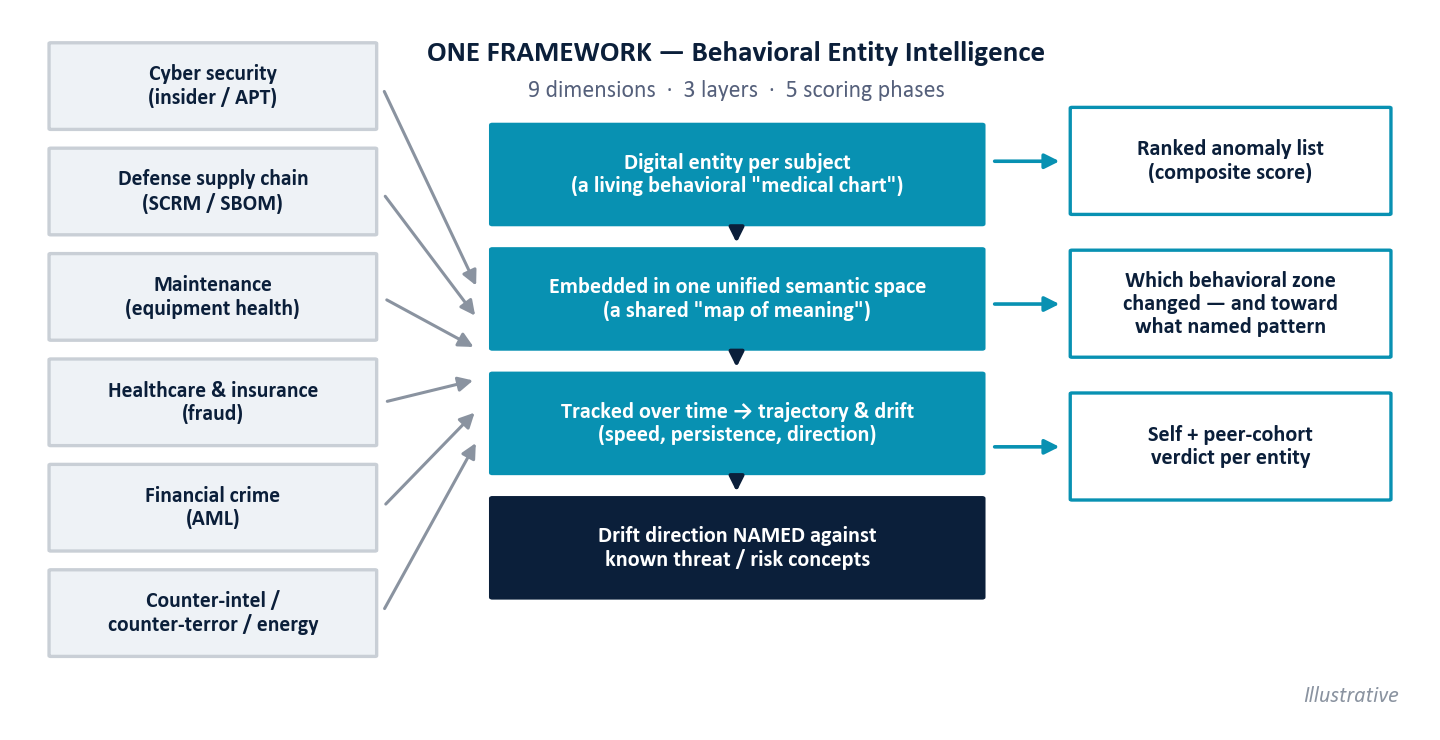 ONE FRAMEWORK — Behavioral Entity Intelligence
9 dimensions · 3 layers · 5 scoring phases
Cyber security
(insider / APT)
Defense supply chain
(SCRM / SBOM)
Maintenance
(equipment health)
Healthcare & insurance
(fraud)
Financial crime
(AML)
Counter-intel /
counter-terror / energy
Digital entity per subject
(a living behavioral "medical chart")
Embedded in one unified semantic space
(a shared "map of meaning")
Tracked over time → trajectory & drift
(speed, persistence, direction)
Drift direction NAMED against
known threat / risk concepts
Ranked anomaly list
(composite score)
Which behavioral zone
changed — and toward
what named pattern
Self + peer-cohort
verdict per entity
Illustrative